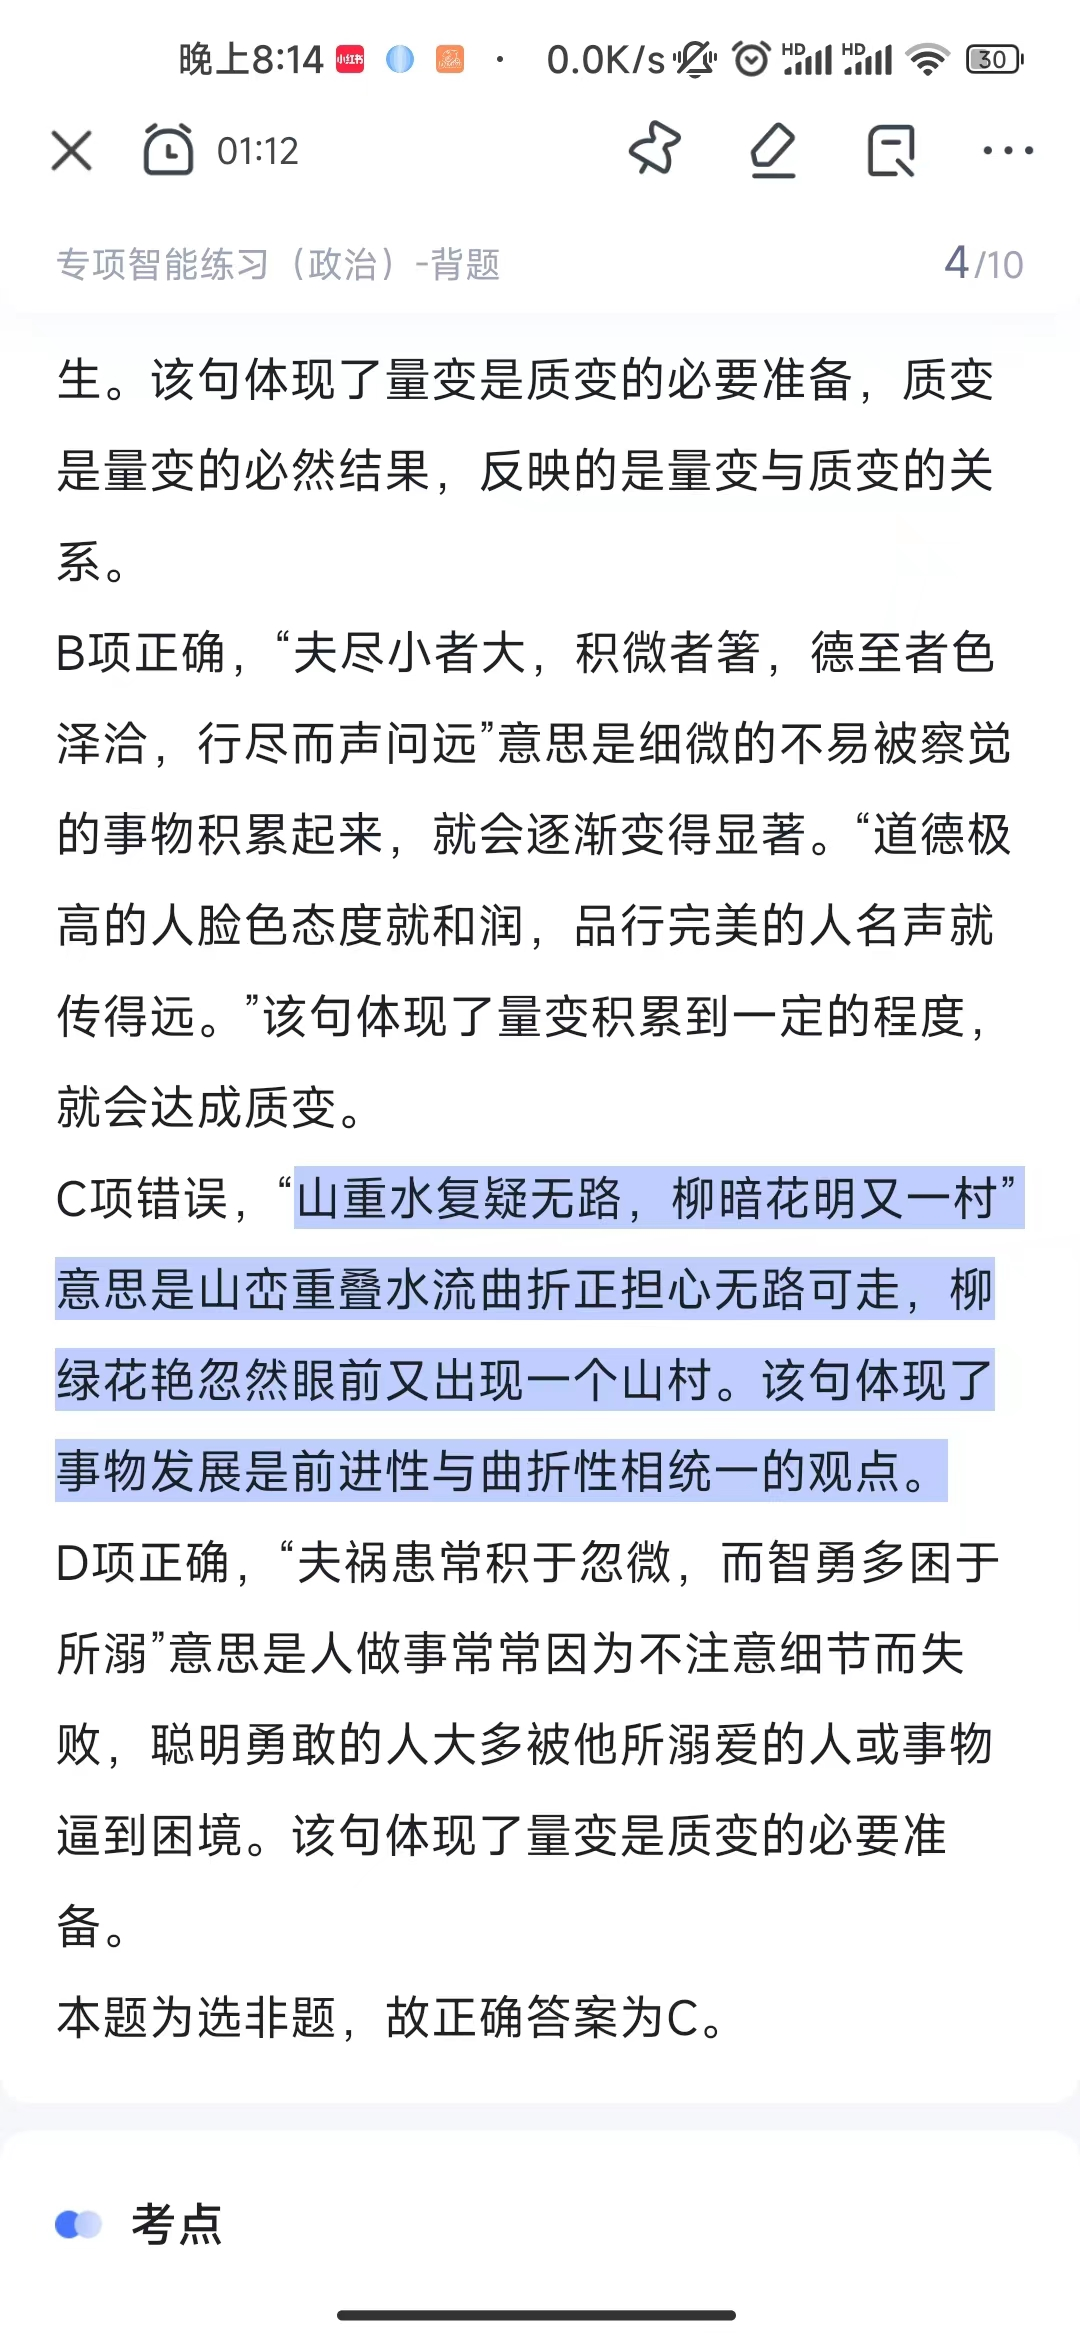 晚上8:14 小红书 · 0.0K/s HD HD 30
01:12
专项智能练习（政治）-背题 4/10
生。该句体现了量变是质变的必要准备，质变
是量变的必然结果，反映的是量变与质变的关
系。
B项正确，“夫尽小者大，积微者箸，德至者色
泽洽，行尽而声问远”意思是细微的不易被察觉
的事物积累起来，就会逐渐变得显著。“道德极
高的人脸色态度就和润，品行完美的人名声就
传得远。”该句体现了量变积累到一定的程度，
就会达成质变。
C项错误，“山重水复疑无路，柳暗花明又一村”
意思是山峦重叠水流曲折正担心无路可走，柳
绿花艳忽然眼前又出现一个山村。该句体现了
事物发展是前进性与曲折性相统一的观点。
D项正确，“夫祸患常积于忽微，而智勇多困于
所溺”意思是人做事常常因为不注意细节而失
败，聪明勇敢的人大多被他所溺爱的人或事物
逼到困境。该句体现了量变是质变的必要准
备。
本题为选非题，故正确答案为C。
考点